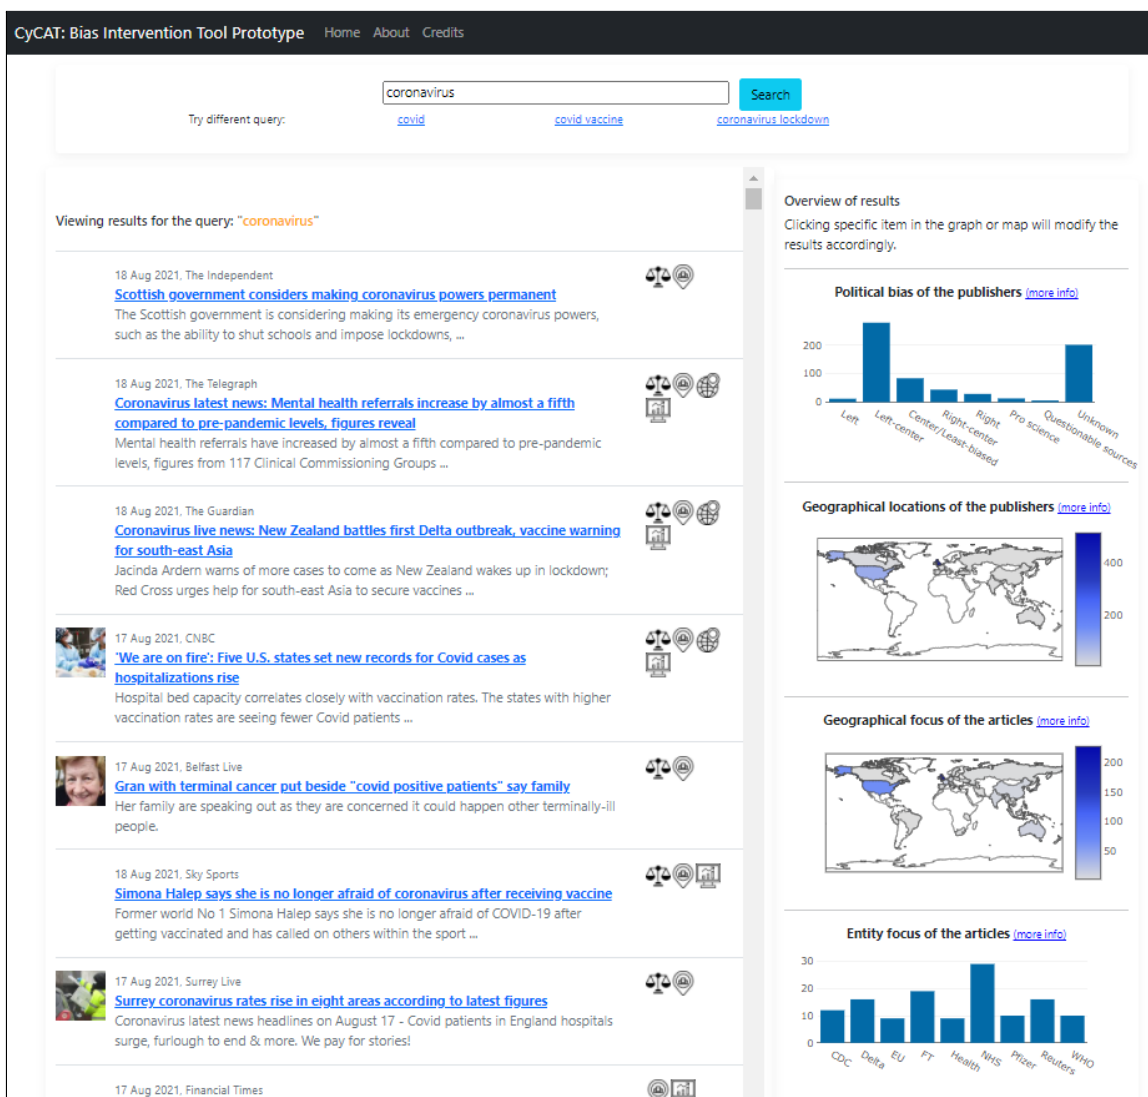 CyCAT: Bias Intervention Tool Prototype Home About Credits
coronavirus Search
Try different query: covid covid vaccine coronavirus lockdown
Viewing results for the query: "coronavirus"
18 Aug 2021, The Independent
Scottish government considers making coronavirus powers permanent
The Scottish government is considering making its emergency coronavirus powers,
such as the ability to shut schools and impose lockdowns, ...
18 Aug 2021, The Telegraph
Coronavirus latest news: Mental health referrals increase by almost a fifth
compared to pre-pandemic levels, figures reveal
Mental health referrals have increased by almost a fifth compared to pre-pandemic
levels, figures from 117 Clinical Commissioning Groups ...
18 Aug 2021, The Guardian
Coronavirus live news: New Zealand battles first Delta outbreak, vaccine warning
for south-east Asia
Jacinda Ardern warns of more cases to come as New Zealand wakes up in lockdown;
Red Cross urges help for south-east Asia to secure vaccines ...
17 Aug 2021, CNBC
'We are on fire': Five U.S. states set new records for Covid cases as
hospitalizations rise
Hospital bed capacity correlates closely with vaccination rates. The states with higher
vaccination rates are seeing fewer Covid patients ...
17 Aug 2021, Belfast Live
Gran with terminal cancer put beside "covid positive patients" say family
Her family are speaking out as they are concerned it could happen other terminally-ill
people.
18 Aug 2021, Sky Sports
Simona Halep says she is no longer afraid of coronavirus after receiving vaccine
Former world No 1 Simona Halep says she is no longer afraid of COVID-19 after
getting vaccinated and has called on others within the sport ...
17 Aug 2021, Surrey Live
Surrey coronavirus rates rise in eight areas according to latest figures
Coronavirus latest news headlines on August 17 - Covid patients in England hospitals
surge, furlough to end & more. We pay for stories!
17 Aug 2021, Financial Times
Overview of results
Clicking specific item in the graph or map will modify the
results accordingly.
Political bias of the publishers (more info)
200
100
0
Left
Left-center
Center/Least-biased
Right-center
Right
Pro science
Questionable sources
Unknown
Geographical locations of the publishers (more info)
400
200
Geographical focus of the articles (more info)
200
150
100
50
Entity focus of the articles (more info)
30
20
10
0
CDC
Delta
EU
FT
Health
NHS
Pfizer
Reuters
WHO